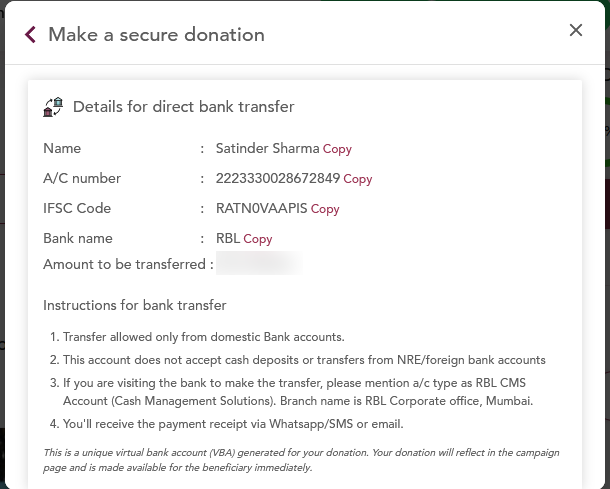 Make a secure donation
Details for direct bank transfer
Name : Satinder Sharma Copy
A/C number : 2223330028672849 Copy
IFSC Code : RATN0VAAPIS Copy
Bank name : RBL Copy
Amount to be transferred :
Instructions for bank transfer
1. Transfer allowed only from domestic Bank accounts.
2. This account does not accept cash deposits or transfers from NRE/foreign bank accounts
3. If you are visiting the bank to make the transfer, please mention a/c type as RBL CMS
Account (Cash Management Solutions). Branch name is RBL Corporate office, Mumbai.
4. You'll receive the payment receipt via Whatsapp/SMS or email.
This is a unique virtual bank account (VBA) generated for your donation. Your donation will reflect in the campaign
page and is made available for the beneficiary immediately.